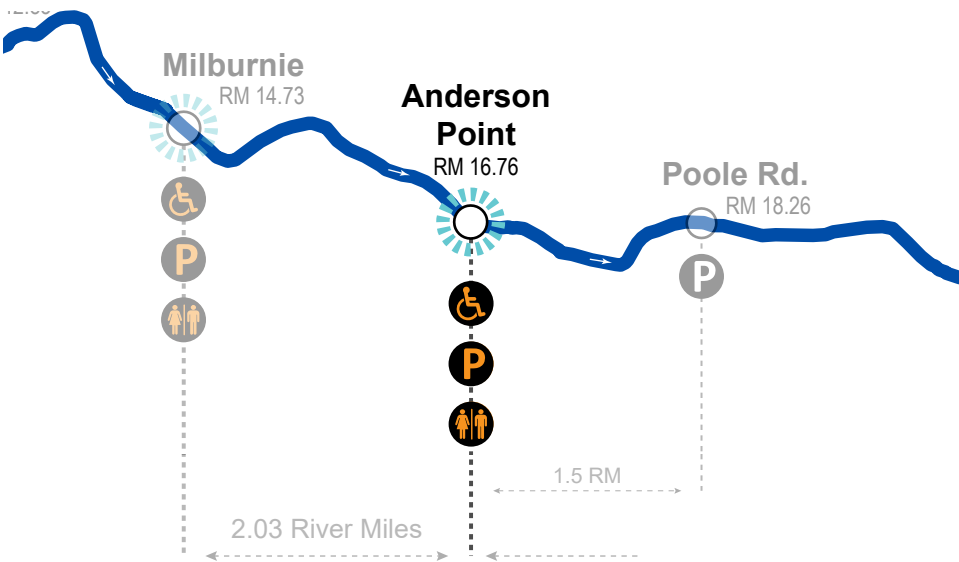 Milburnie
RM 14.73
Anderson
Point
RM 16.76
Poole Rd.
RM 18.26
P
P
P
1.5 RM
2.03 River Miles